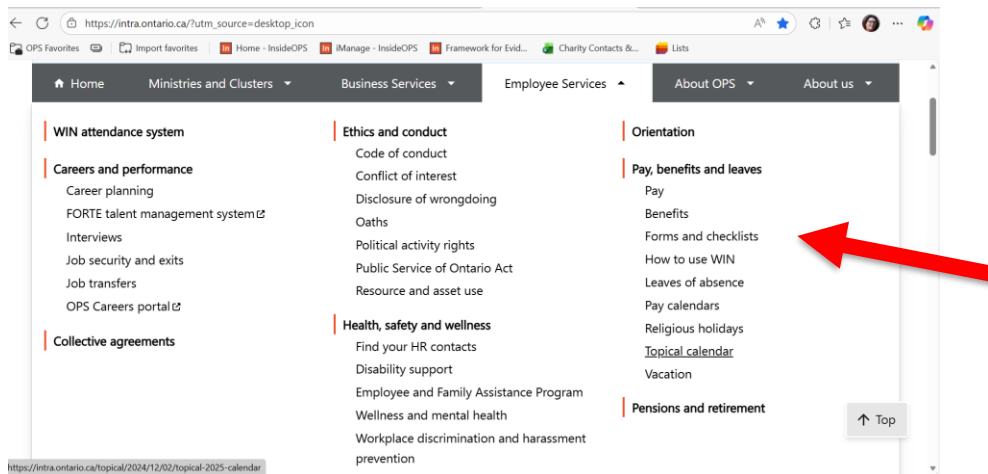 https://intra.ontario.ca/?utm_source=desktop_icon
OPS Favorites Import favorites Home - InsideOPS iManage - InsideOPS Framework for Evid... Charity Contacts &... Lists
Home Ministries and Clusters Business Services Employee Services About OPS About us
WIN attendance system
Careers and performance
Career planning
FORTE talent management system
Interviews
Job security and exits
Job transfers
OPS Careers portal
Collective agreements
Ethics and conduct
Code of conduct
Conflict of interest
Disclosure of wrongdoing
Oaths
Political activity rights
Public Service of Ontario Act
Resource and asset use
Health, safety and wellness
Find your HR contacts
Disability support
Employee and Family Assistance Program
Wellness and mental health
Workplace discrimination and harassment
prevention
Orientation
Pay, benefits and leaves
Pay
Benefits
Forms and checklists
How to use WIN
Leaves of absence
Pay calendars
Religious holidays
Topical calendar
Vacation
Pensions and retirement
Top
https://intra.ontario.ca/topical/2024/12/02/topical-2025-calendar